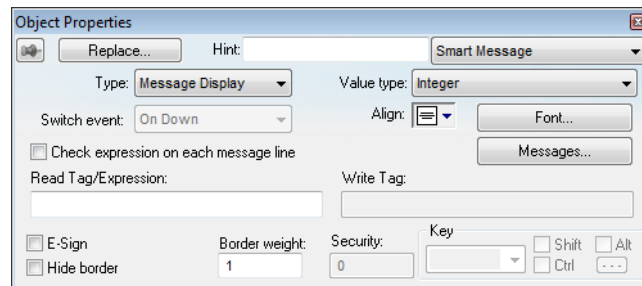 Object Properties
Replace... Hint: Smart Message
Type: Message Display Value type: Integer
Switch event: On Down Align: Font...
Check expression on each message line Messages...
Read Tag/Expression: Write Tag:
E-Sign Border weight: Security: Key Shift Alt
Hide border 1 0 Ctrl ...